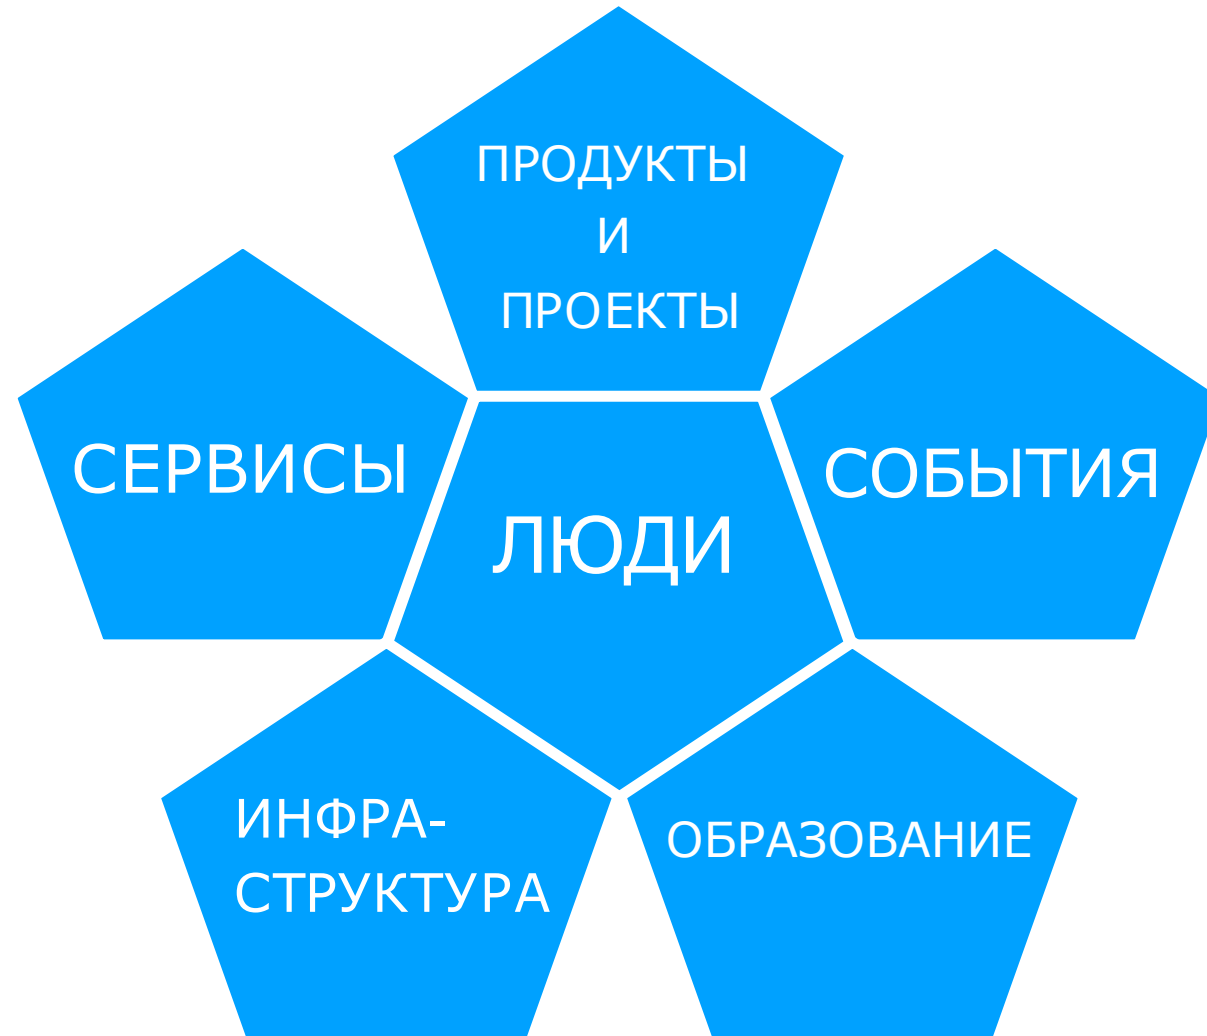 ПРОДУКТЫ
И
ПРОЕКТЫ
СЕРВИСЫ
СОБЫТИЯ
ЛЮДИ
ИНФРА-
СТРУКТУРА
ОБРАЗОВАНИЕ